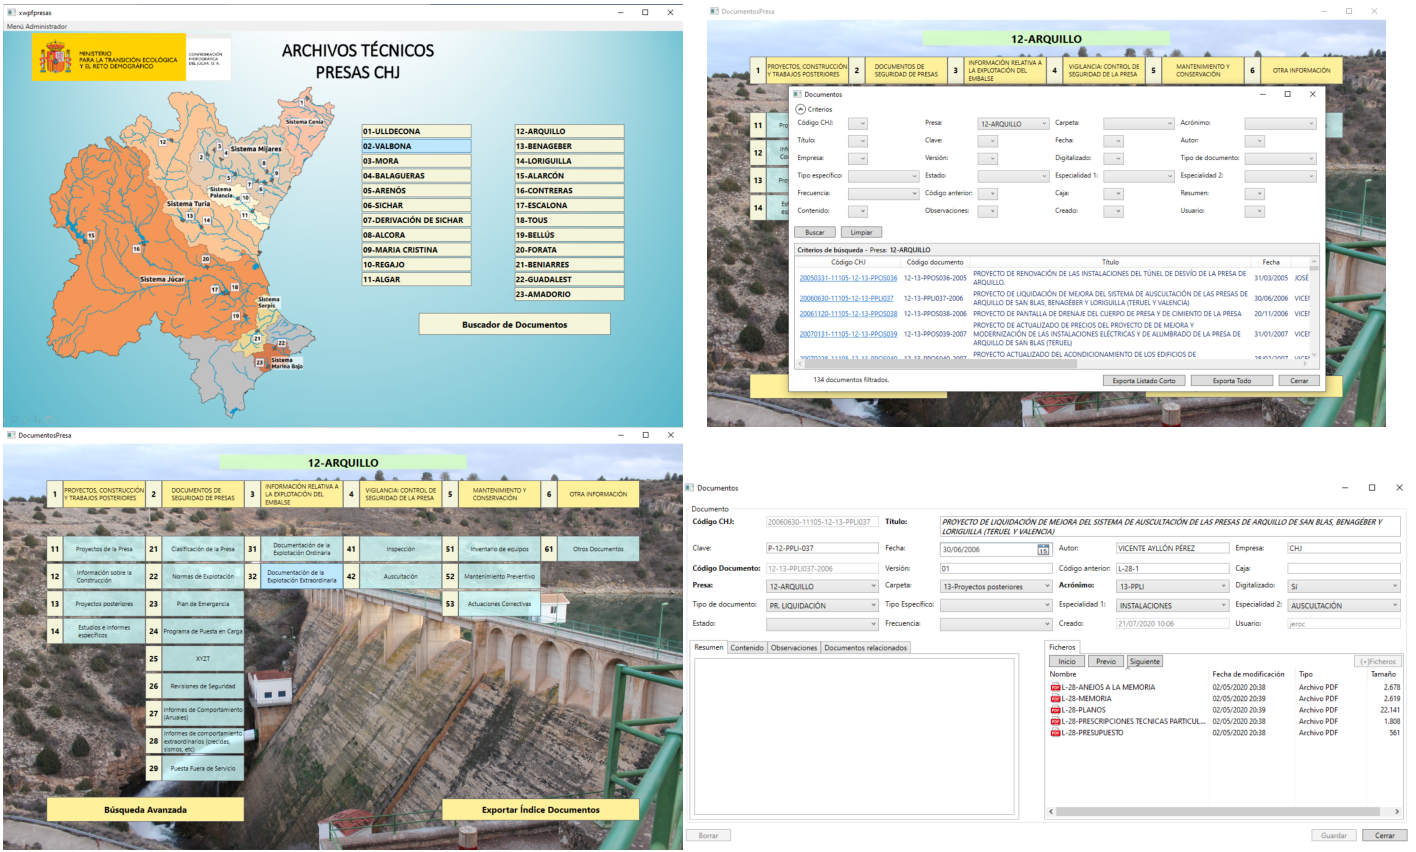 xwpfpresas
Menú Administrador
MINISTERIO
PARA LA TRANSICIÓN ECOLÓGICA
Y EL RETO DEMOGRÁFICO
CONFEDERACIÓN
HIDROGRÁFICA
DEL JÚCAR, O. A.
ARCHIVOS TÉCNICOS
PRESAS CHJ
Sistema Cenia
Sistema Mijares
Sistema
Palancia
Sistema Turia
Sistema Júcar
Sistema
Serpis
Sistema
Marina Baja
01-ULLDECONA
02-VALBONA
03-MORA
04-BALAGUERAS
05-ARENÓS
06-SICHAR
07-DERIVACIÓN DE SICHAR
08-ALCORA
09-MARIA CRISTINA
10-REGAJO
11-ALGAR
12-ARQUILLO
13-BENAGEBER
14-LORIGUILLA
15-ALARCÓN
16-CONTRERAS
17-ESCALONA
18-TOUS
19-BELLÚS
20-FORATA
21-BENIARRES
22-GUADALEST
23-AMADORIO
Buscador de Documentos
DocumentosPresa
12-ARQUILLO
1 PROYECTOS, CONSTRUCCIÓN Y TRABAJOS POSTERIORES
2 DOCUMENTOS DE SEGURIDAD DE PRESAS
3 INFORMACIÓN RELATIVA A LA EXPLOTACIÓN DEL EMBALSE
4 VIGILANCIA: CONTROL DE SEGURIDAD DE LA PRESA
5 MANTENIMIENTO Y CONSERVACIÓN
6 OTRA INFORMACIÓN
11
12
13
14
Documentos
Criterios
Código CHJ: Presa: 12-ARQUILLO Carpeta: Acrónimo:
Título: Clave: Fecha: Autor:
Empresa: Versión: Digitalizado: Tipo de documento:
Tipo específico: Estado: Especialidad 1: Especialidad 2:
Frecuencia: Código anterior: Caja: Resumen:
Contenido: Observaciones: Creado: Usuario:
Buscar Limpiar
Criterios de búsqueda - Presa: 12-ARQUILLO
Código CHJ Código documento Título Fecha
20050331-11105-12-13-PPOS036 12-13-PPOS036-2005 PROYECTO DE RENOVACIÓN DE LAS INSTALACIONES DEL TÚNEL DE DESVÍO DE LA PRESA DE ARQUILLO. 31/03/2005 JOSÉ
20060630-11105-12-13-PPLI037 12-13-PPLI037-2006 PROYECTO DE LIQUIDACIÓN DE MEJORA DEL SISTEMA DE AUSCULTACIÓN DE LAS PRESAS DE ARQUILLO DE SAN BLAS, BENAGÉBER Y LORIGUILLA (TERUEL Y VALENCIA) 30/06/2006 VICEN
20061120-11105-12-13-PPOS038 12-13-PPOS038-2006 PROYECTO DE PANTALLA DE DRENAJE DEL CUERPO DE PRESA Y DE CIMIENTO DE LA PRESA 20/11/2006 VICEN
20070131-11105-12-13-PPOS039 12-13-PPOS039-2007 PROYECTO DE ACTUALIZADO DE PRECIOS DEL PROYECTO DE DE MEJORA Y MODERNIZACIÓN DE LAS INSTALACIONES ELÉCTRICAS Y DE ALUMBRADO DE LA PRESA DE ARQUILLO DE SAN BLAS (TERUEL) 31/01/2007 VICEN
20070228-11105-12-13-PPOS040 12-13-PPOS040-2007 PROYECTO ACTUALIZADO DEL ACONDICIONAMIENTO DE LOS EDIFICIOS DE 28/02/2007
134 documentos filtrados.
Exporta Listado Corto Exporta Todo Cerrar
DocumentosPresa
12-ARQUILLO
1 PROYECTOS, CONSTRUCCIÓN Y TRABAJOS POSTERIORES
2 DOCUMENTOS DE SEGURIDAD DE PRESAS
3 INFORMACIÓN RELATIVA A LA EXPLOTACIÓN DEL EMBALSE
4 VIGILANCIA: CONTROL DE SEGURIDAD DE LA PRESA
5 MANTENIMIENTO Y CONSERVACIÓN
6 OTRA INFORMACIÓN
11 Proyectos de la Presa
12 Información sobre la Construcción
13 Proyectos posteriores
14 Estudios e informes específicos
21 Clasificación de la Presa
22 Normas de Explotación
23 Plan de Emergencia
24 Programa de Puesta en Carga
25 XYZT
26 Revisiones de Seguridad
27 Informes de Comportamiento (Anuales)
28 Informes de comportamiento extraordinarios (crecidas, sismos, etc)
29 Puesta Fuera de Servicio
31 Documentación de la Explotación Ordinaria
32 Documentación de la Explotación Extraordinaria
41 Inspección
42 Auscultación
51 Inventario de equipos
52 Mantenimiento Preventivo
53 Actuaciones Correctivas
61 Otros Documentos
Búsqueda Avanzada
Exportar Índice Documentos
Documentos
Documento
Código CHJ: 20060630-11105-12-13-PPLI037 Título: PROYECTO DE LIQUIDACIÓN DE MEJORA DEL SISTEMA DE AUSCULTACIÓN DE LAS PRESAS DE ARQUILLO DE SAN BLAS, BENAGÉBER Y LORIGUILLA (TERUEL Y VALENCIA)
Clave: P-12-PPLI-037 Fecha: 30/06/2006 15 Autor: VICENTE AYLLÓN PÉREZ Empresa: CHJ
Código Documento: 12-13-PPLI037-2006 Versión: 01 Código anterior: L-28-1 Caja:
Presa: 12-ARQUILLO Carpeta: 13-Proyectos posteriores Acrónimo: 13-PPLI Digitalizado: Sí
Tipo de documento: PR. LIQUIDACIÓN Tipo Específico: Especialidad 1: INSTALACIONES Especialidad 2: AUSCULTACIÓN
Estado: Frecuencia: Creado: 21/07/2020 10:06 Usuario: jeroc
Resumen Contenido Observaciones Documentos relacionados
Ficheros
Inicio Previo Siguiente (+)Ficheros
Nombre Fecha de modificación Tipo Tamaño
L-28-ANEJOS A LA MEMORIA 02/05/2020 20:38 Archivo PDF 2.678
L-28-MEMORIA 02/05/2020 20:39 Archivo PDF 2.619
L-28-PLANOS 02/05/2020 20:39 Archivo PDF 22.141
L-28-PRESCRIPCIONES TECNICAS PARTICUL... 02/05/2020 20:38 Archivo PDF 1.808
L-28-PRESUPUESTO 02/05/2020 20:38 Archivo PDF 561
Borrar Guardar Cerrar